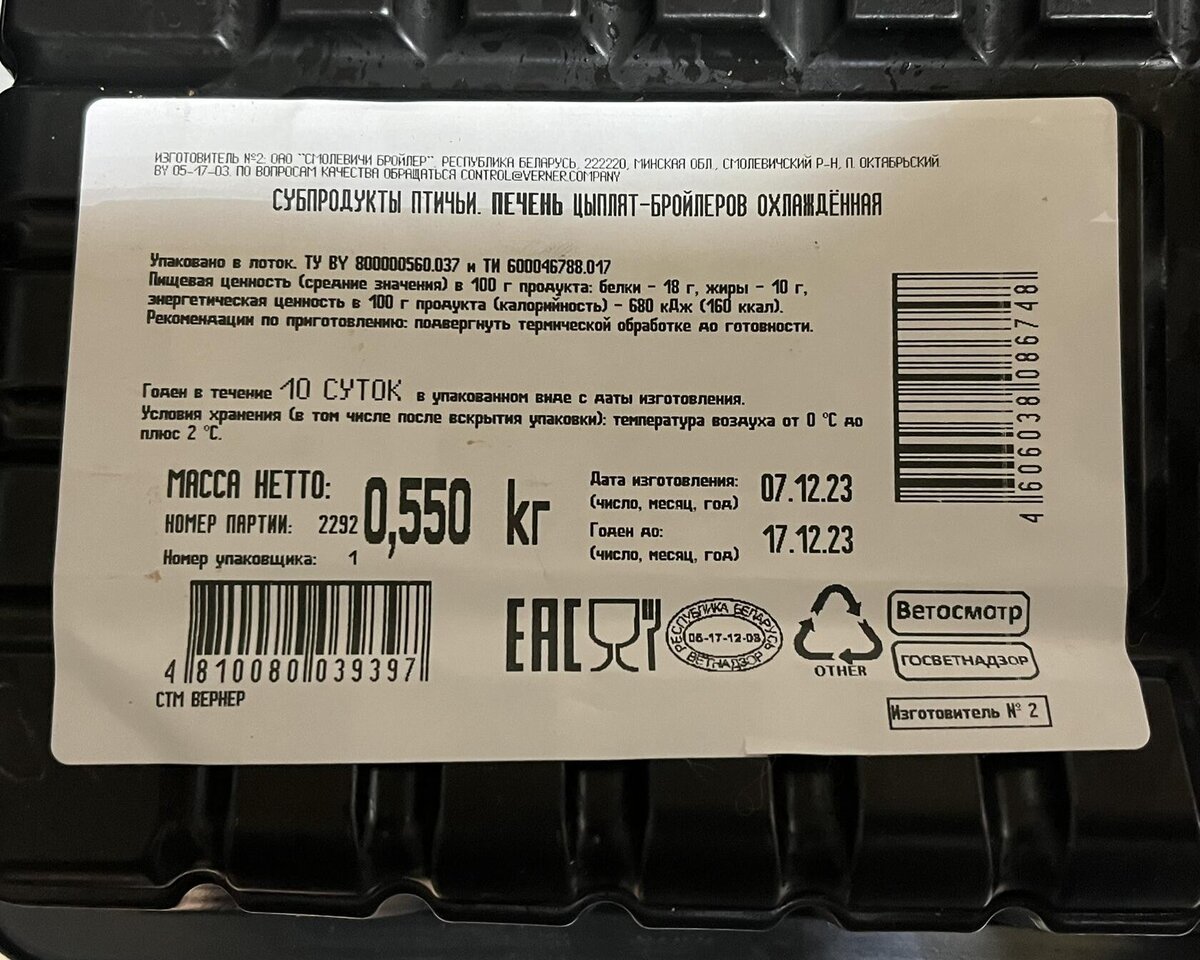 ИЗГОТОВИТЕЛЬ №2: ОАО "СМОЛЕВИЧИ БРОЙЛЕР", РЕСПУБЛИКА БЕЛАРУСЬ, 222220, МИНСКАЯ ОБЛ., СМОЛЕВИЧСКИЙ Р-Н, П. ОКТЯБРЬСКИЙ.
BY 05-17-03. ПО ВОПРОСАМ КАЧЕСТВА ОБРАЩАТЬСЯ CONTROL@VERNER.COMPANY
СУБПРОДУКТЫ ПТИЧЬИ. ПЕЧЕНЬ ЦЫПЛЯТ-БРОЙЛЕРОВ ОХЛАЖДЁННАЯ
Упаковано в лоток. ТУ BY 800000560.037 и ТИ 600046788.017
Пищевая ценность (средние значения) в 100 г продукта: белки - 18 г, жиры - 10 г,
энергетическая ценность в 100 г продукта (калорийность) - 680 кДж (160 ккал).
Рекомендации по приготовлению: подвергнуть термической обработке до готовности.
Годен в течение 10 СУТОК в упакованном виде с даты изготовления.
Условия хранения (в том числе после вскрытия упаковки): температура воздуха от 0 °С до
плюс 2 °С.
4 606038 086748
МАССА НЕТТО: 0,550 кг
НОМЕР ПАРТИИ: 2292
Номер упаковщика: 1
Дата изготовления: 07.12.23
(число, месяц, год)
Годен до: 17.12.23
(число, месяц, год)
4 810080 039397
СТМ ВЕРНЕР
EAC
РЕСПУБЛИКА БЕЛАРУСЬ
05-17-12-03
ВЕТНАДЗОР
OTHER
Ветосмотр
ГОСВЕТНАДЗОР
Изготовитель № 2